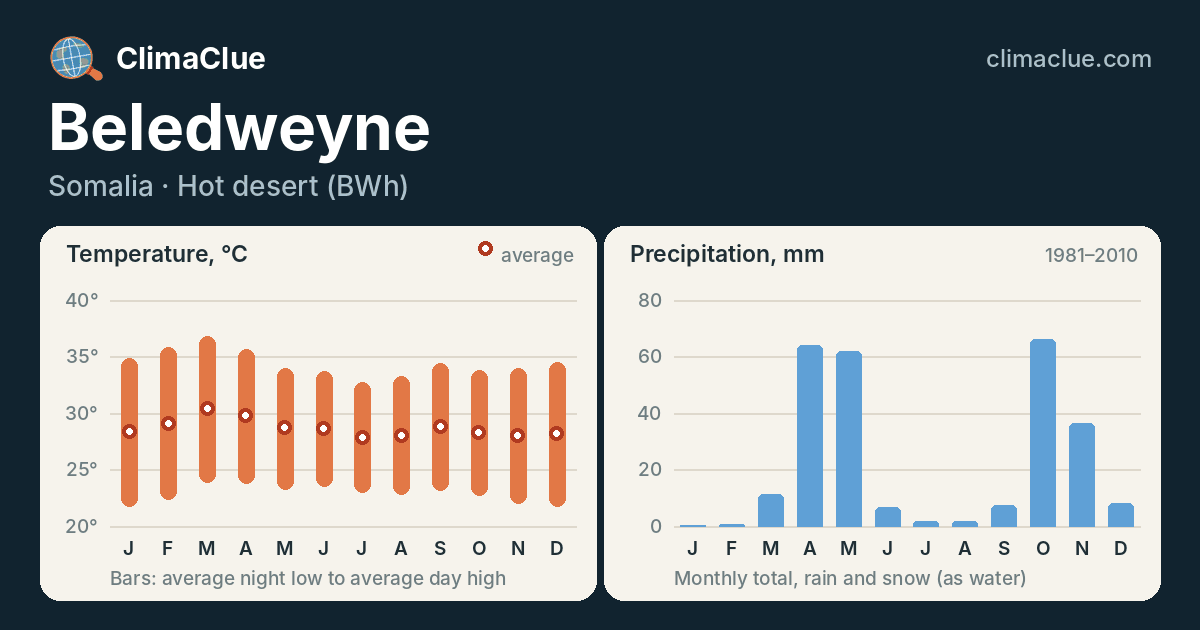 ClimaClue
climaclue.com
Beledweyne
Somalia · Hot desert (BWh)
Temperature, °C
average
40°
35°
30°
25°
20°
J F M A M J J A S O N D
Bars: average night low to average day high
Precipitation, mm
1981–2010
80
60
40
20
0
J F M A M J J A S O N D
Monthly total, rain and snow (as water)